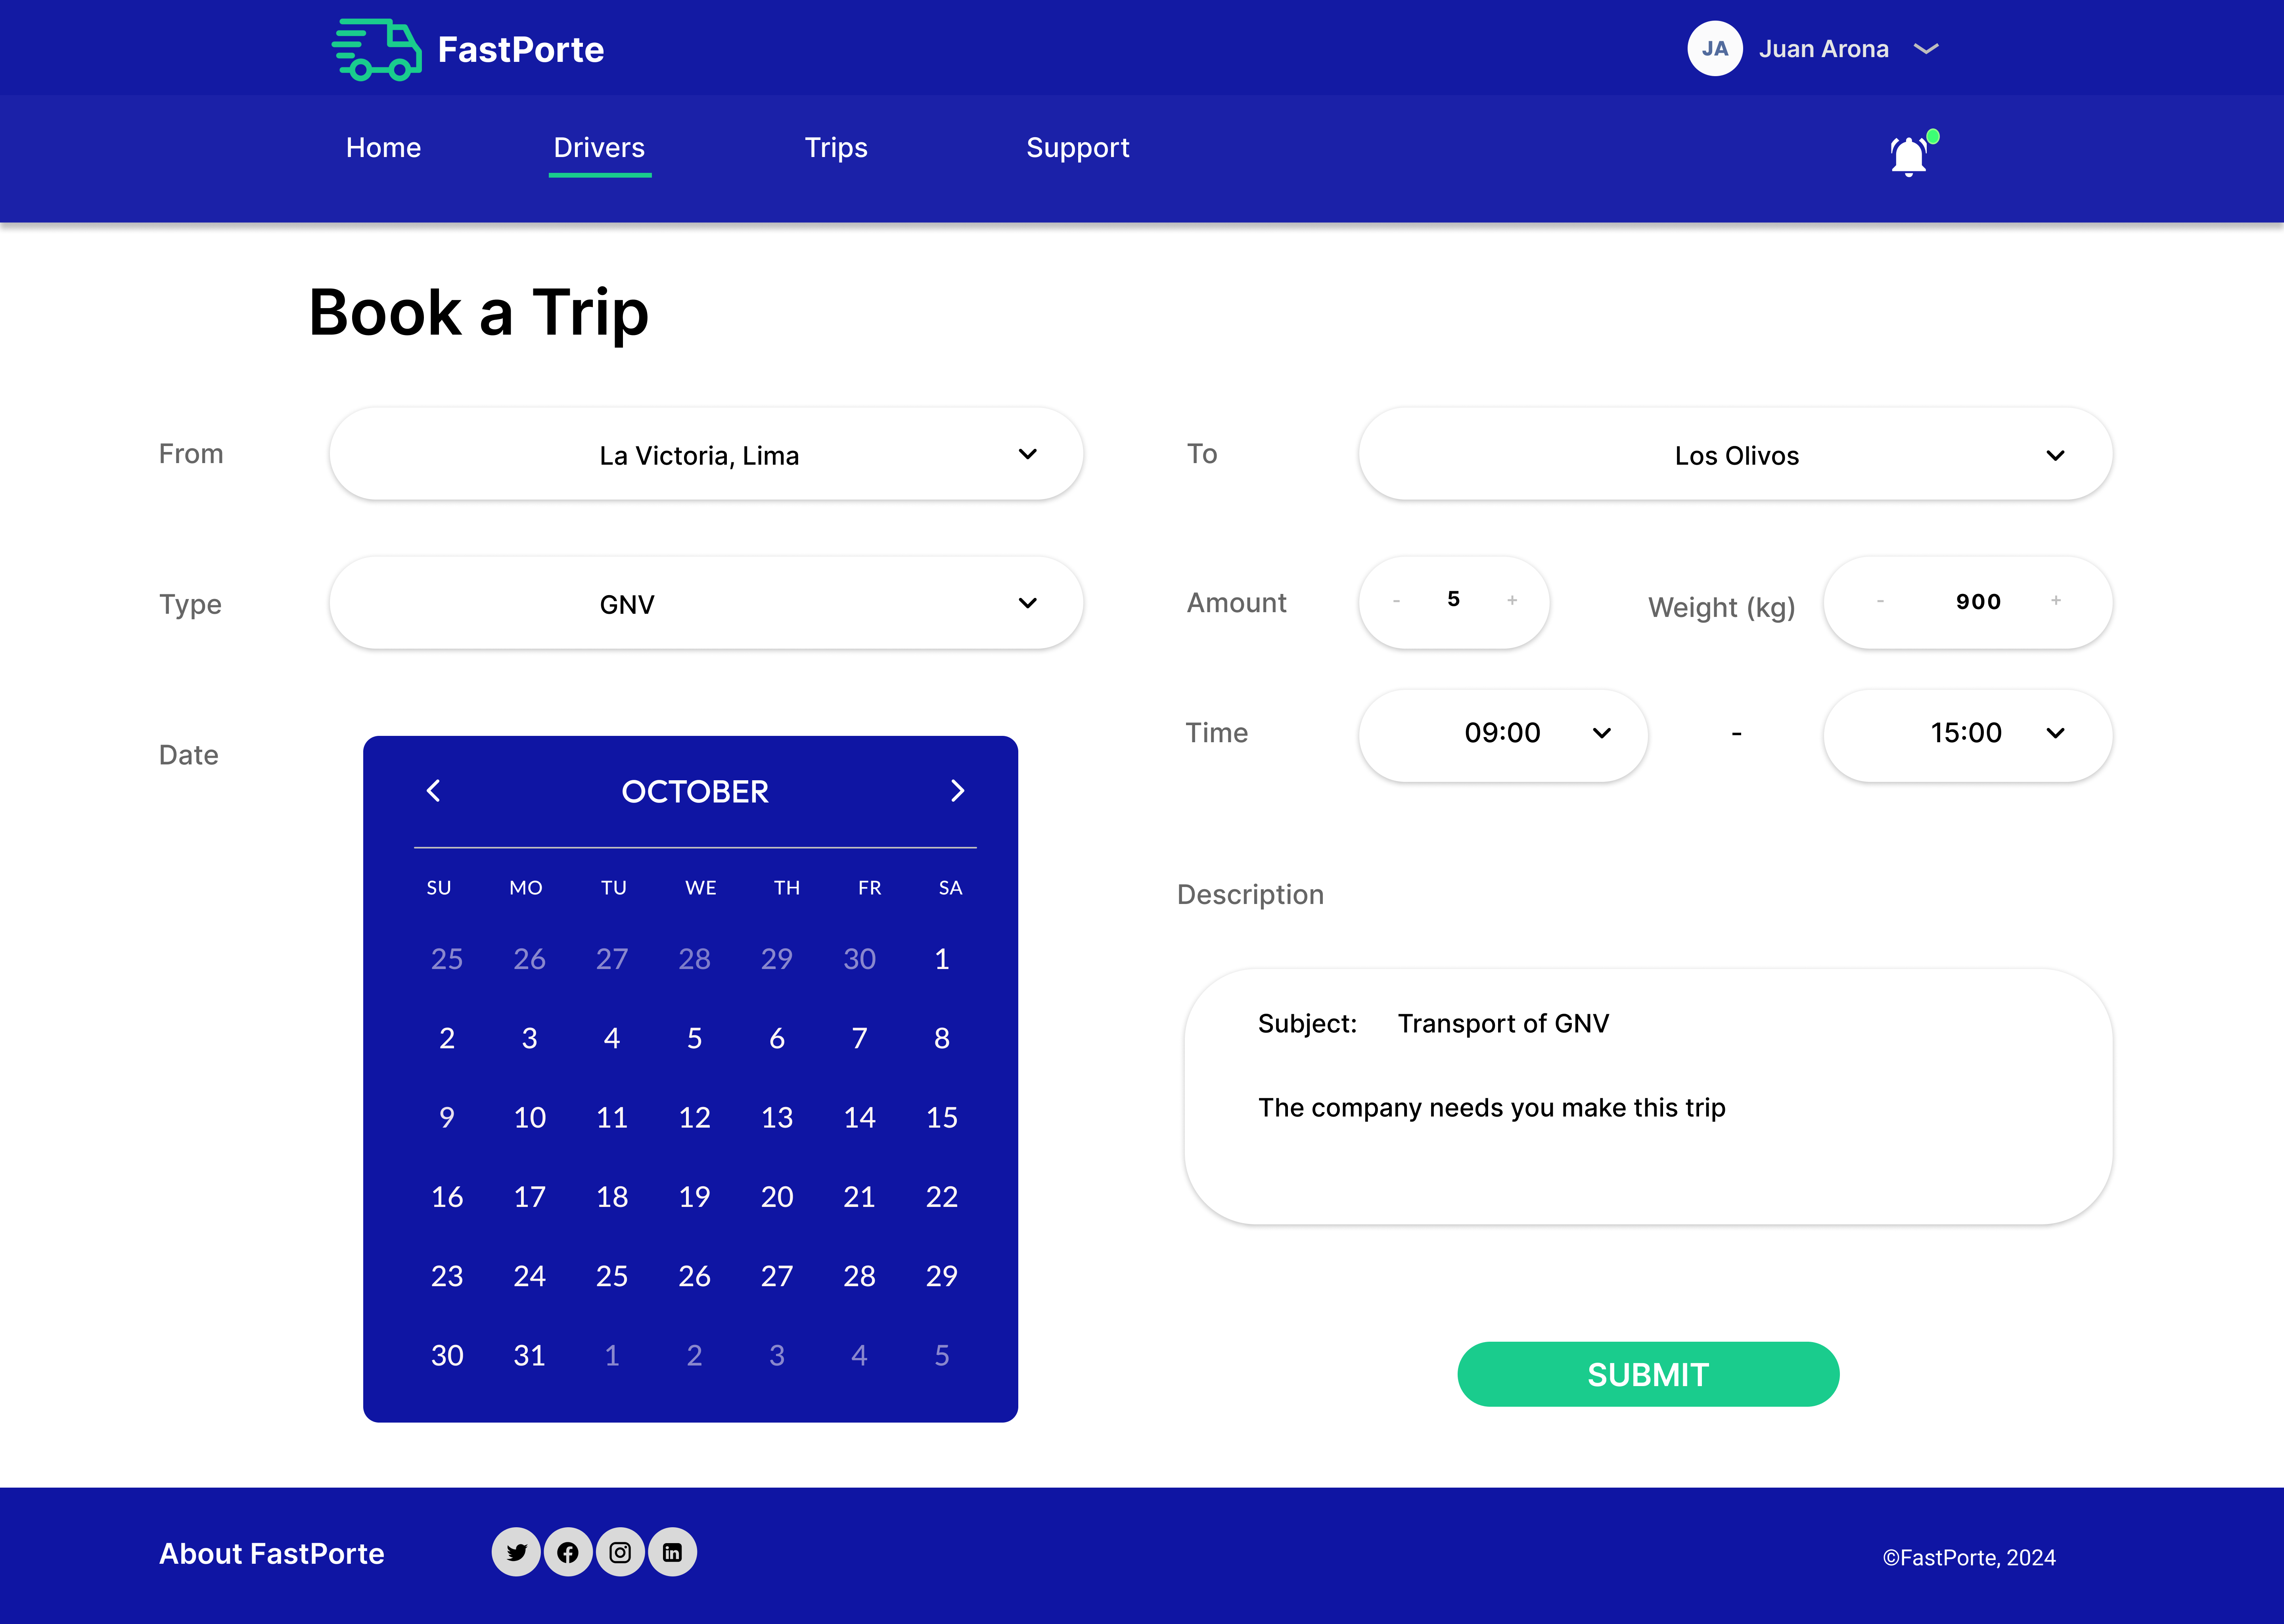 FastPorte
JA Juan Arona
Home Drivers Trips Support
Book a Trip
From La Victoria, Lima
To Los Olivos
Type GNV
Amount - 5 +
Weight (kg) - 900 +
Time 09:00 - 15:00
Date
OCTOBER
SU MO TU WE TH FR SA
25 26 27 28 29 30 1
2 3 4 5 6 7 8
9 10 11 12 13 14 15
16 17 18 19 20 21 22
23 24 25 26 27 28 29
30 31 1 2 3 4 5
Description
Subject: Transport of GNV
The company needs you make this trip
SUBMIT
About FastPorte
©FastPorte, 2024